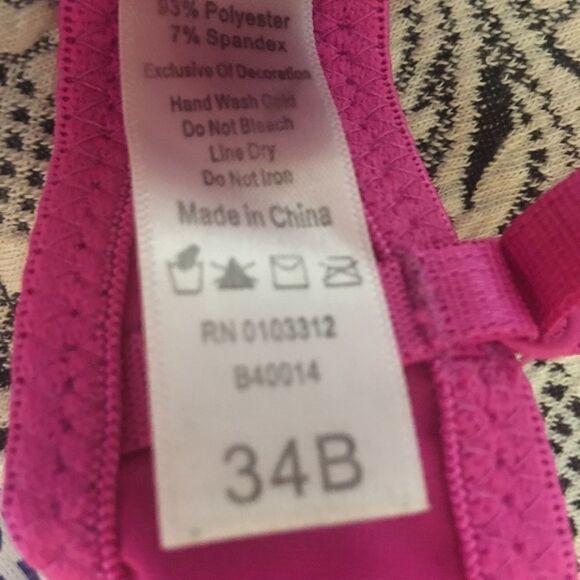 93% Polyester
7% Spandex
Exclusive Of Decoration
Hand Wash Cold
Do Not Bleach
Line Dry
Do Not Iron
Made in China
RN 0103312
B40014
34B